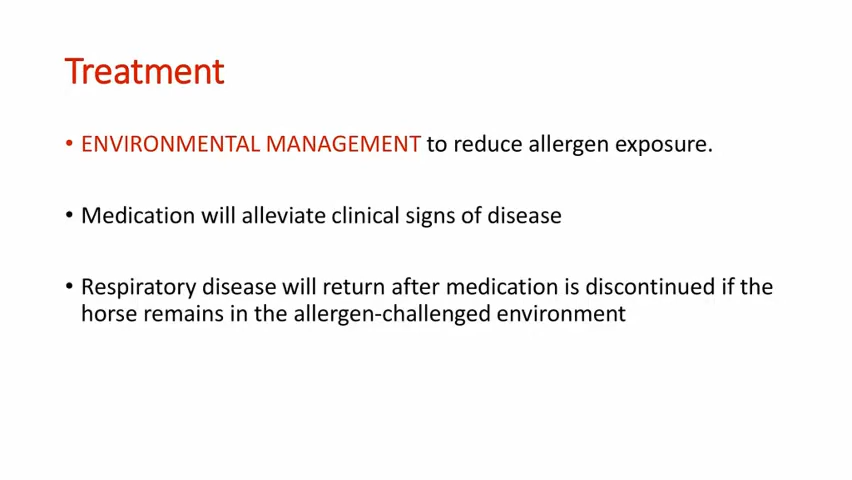 Treatment
• ENVIRONMENTAL MANAGEMENT to reduce allergen exposure.
• Medication will alleviate clinical signs of disease
• Respiratory disease will return after medication is discontinued if the
horse remains in the allergen-challenged environment